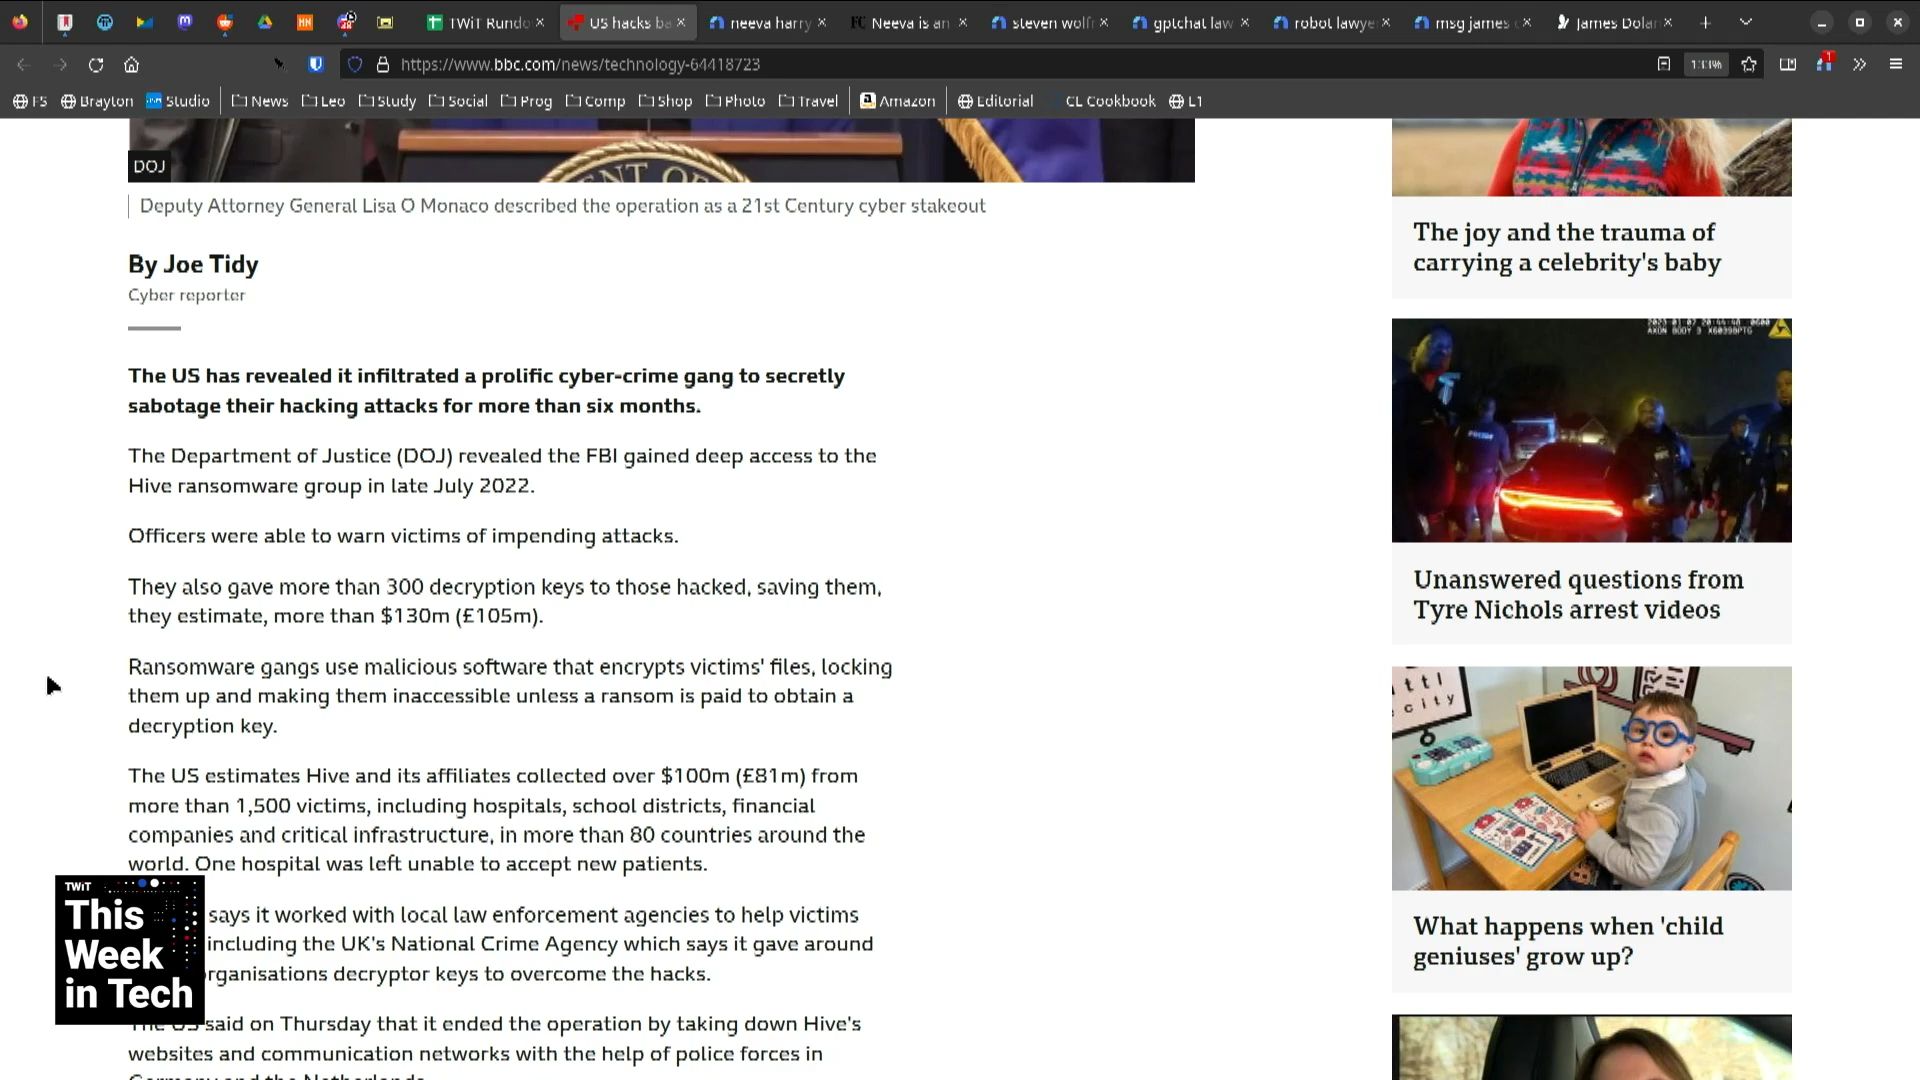 TWiT Rundo
US hacks ba
neeva harry
Neeva is an
steven wolfr
gptchat law
robot lawye
msg james
James Dolan
https://www.bbc.com/news/technology-64418723
133%
1
F5
Brayton
Studio
News
Leo
Study
Social
Prog
Comp
Shop
Photo
Travel
Amazon
Editorial
CL Cookbook
L1
ENT OF
DOJ
Deputy Attorney General Lisa O Monaco described the operation as a 21st Century cyber stakeout
By Joe Tidy
Cyber reporter
The US has revealed it infiltrated a prolific cyber-crime gang to secretly
sabotage their hacking attacks for more than six months.
The Department of Justice (DOJ) revealed the FBI gained deep access to the
Hive ransomware group in late July 2022.
Officers were able to warn victims of impending attacks.
They also gave more than 300 decryption keys to those hacked, saving them,
they estimate, more than $130m (£105m).
Ransomware gangs use malicious software that encrypts victims' files, locking
them up and making them inaccessible unless a ransom is paid to obtain a
decryption key.
The US estimates Hive and its affiliates collected over $100m (£81m) from
more than 1,500 victims, including hospitals, school districts, financial
companies and critical infrastructure, in more than 80 countries around the
world. One hospital was left unable to accept new patients.
says it worked with local law enforcement agencies to help victims
including the UK's National Crime Agency which says it gave around
rganisations decryptor keys to overcome the hacks.
The US said on Thursday that it ended the operation by taking down Hive's
websites and communication networks with the help of police forces in
Germany and the Netherlands.
TWiT
This
Week
in Tech
The joy and the trauma of
carrying a celebrity's baby
Unanswered questions from
Tyre Nichols arrest videos
What happens when 'child
geniuses' grow up?